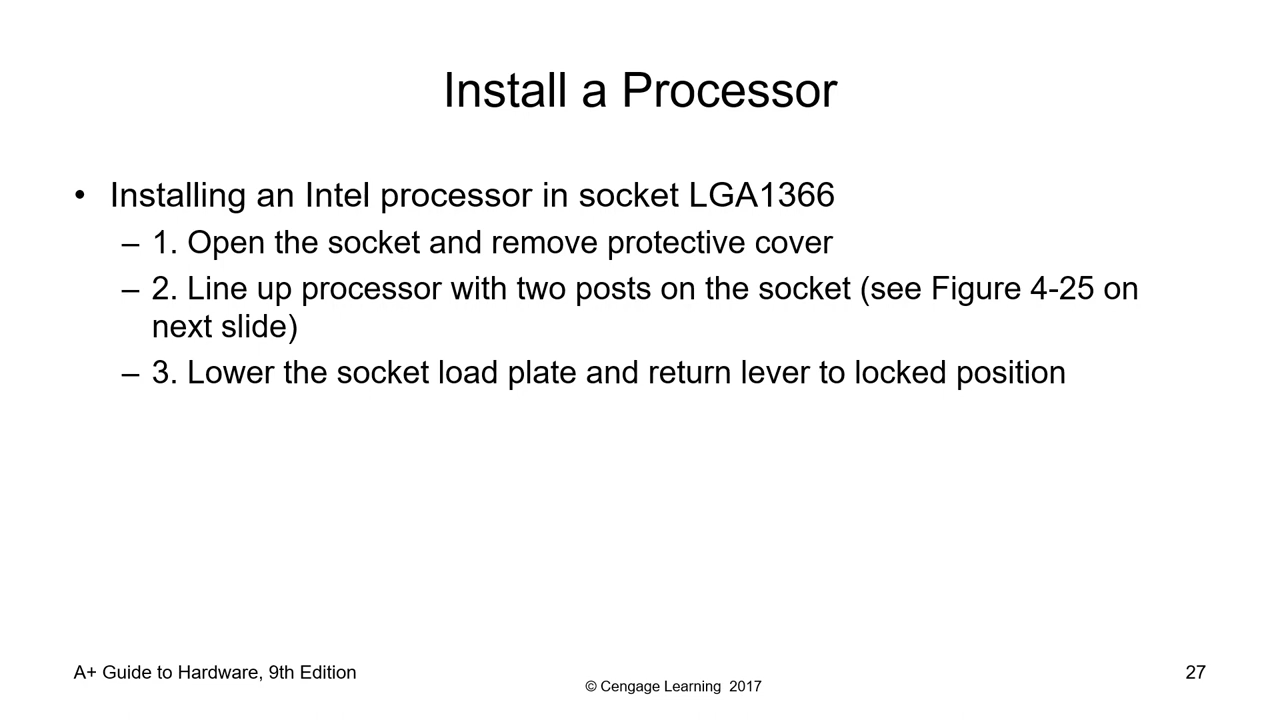 Install a Processor
• Installing an Intel processor in socket LGA1366
– 1. Open the socket and remove protective cover
– 2. Line up processor with two posts on the socket (see Figure 4-25 on
next slide)
– 3. Lower the socket load plate and return lever to locked position
A+ Guide to Hardware, 9th Edition
© Cengage Learning 2017
27